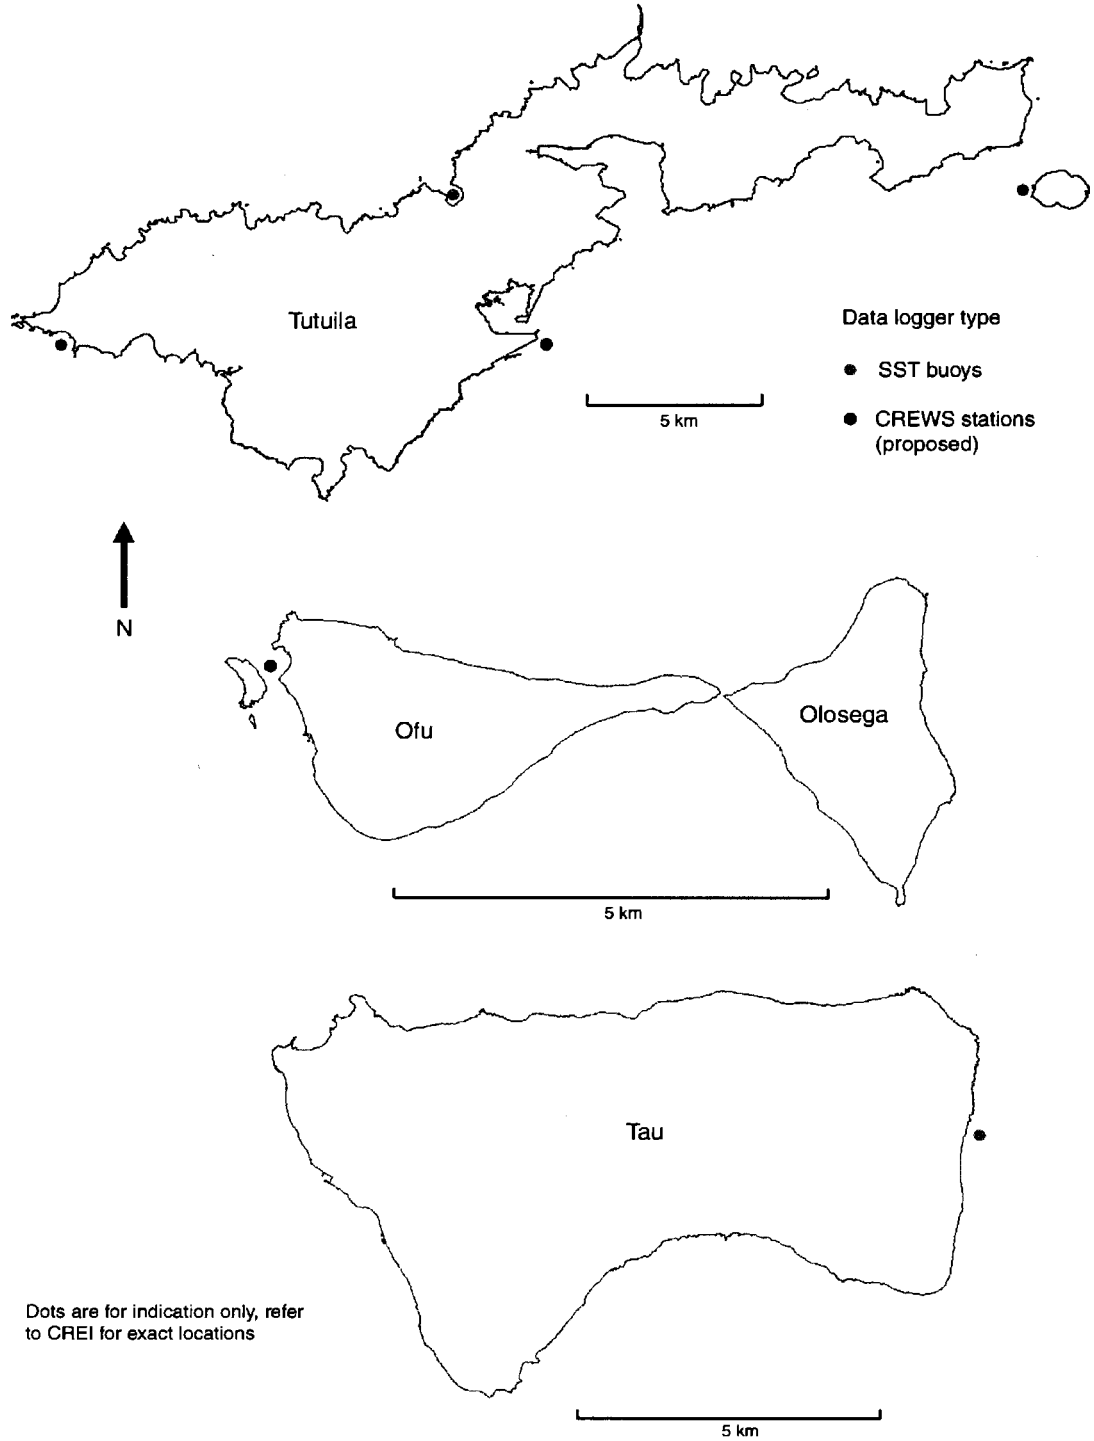 Tutuila
Data logger type
SST buoys
CREWS stations
(proposed)
5 km
N
Ofu
Olosega
5 km
Tau
Dots are for indication only, refer
to CREI for exact locations
5 km